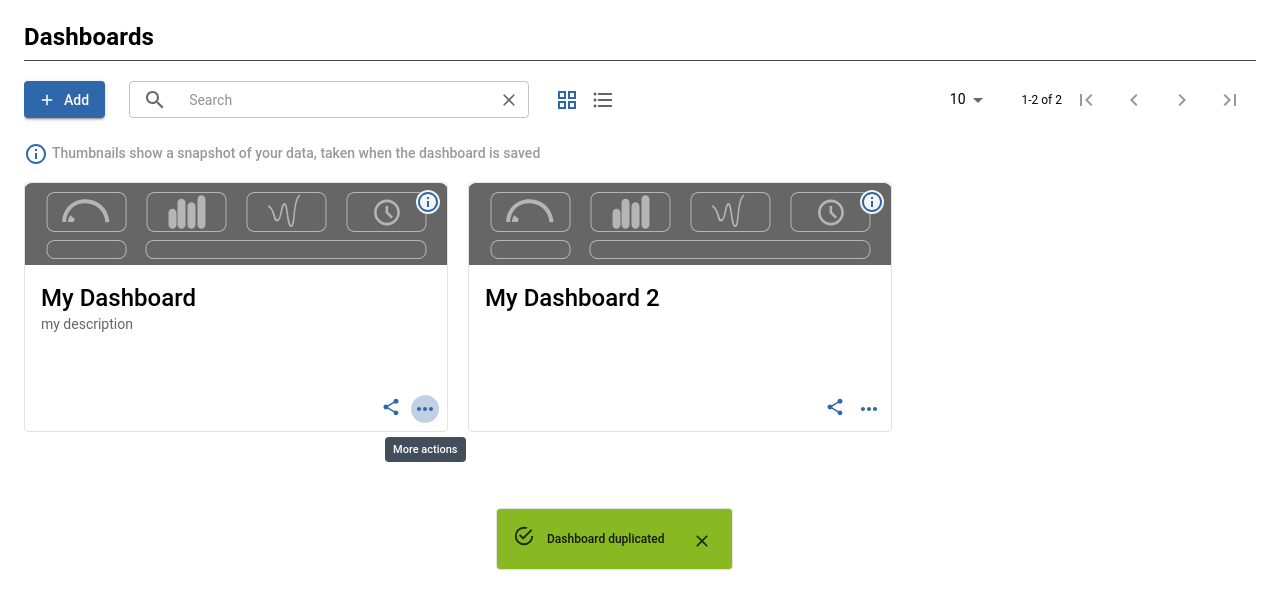 Dashboards
Add
Search
10
1-2 of 2
Thumbnails show a snapshot of your data, taken when the dashboard is saved
My Dashboard
my description
My Dashboard 2
More actions
Dashboard duplicated